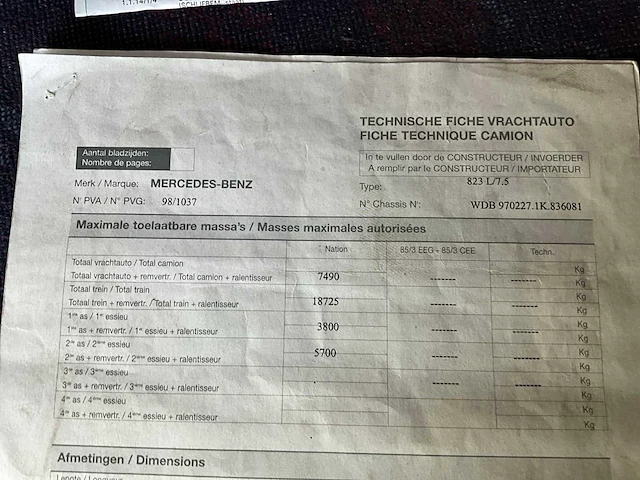 1.1.14/1/4
TECHNISCHE FICHE VRACHTAUTO
FICHE TECHNIQUE CAMION
Aantal bladzijden:
Nombre de pages:
In te vullen door de CONSTRUCTEUR / INVOERDER
A remplir par le CONSTRUCTEUR / IMPORTATEUR
Merk / Marque: MERCEDES-BENZ
Type: 823 L/7.5
N° PVA / N° PVG: 98/1037
N° Chassis N°: WDB 970227.1K.836081
Maximale toelaatbare massa's / Masses maximales autorisées
Nation 85/3 EEG - 85/3 CEE Techn.
Totaal vrachtauto / Total camion Kg
Totaal vrachtauto + remvertr. / Total camion + ralentisseur 7490 ------ ------ Kg
Totaal trein / Total train Kg
Totaal trein + remvertr. / Total train + ralentisseur 18725 ------ ------ Kg
1ste as / 1er essieu Kg
1ste as + remvertr. / 1er essieu + ralentisseur 3800 ------ ------ Kg
2de as / 2ème essieu Kg
2de as + remvertr. / 2ème essieu + ralentisseur 5700 ------ ------ Kg
3de as / 3ème essieu Kg
3de as + remvertr. / 3ème essieu + ralentisseur ------ ------ Kg
4de as / 4ème essieu Kg
4de as + remvertr. / 4ème essieu + ralentisseur Kg
Afmetingen / Dimensions